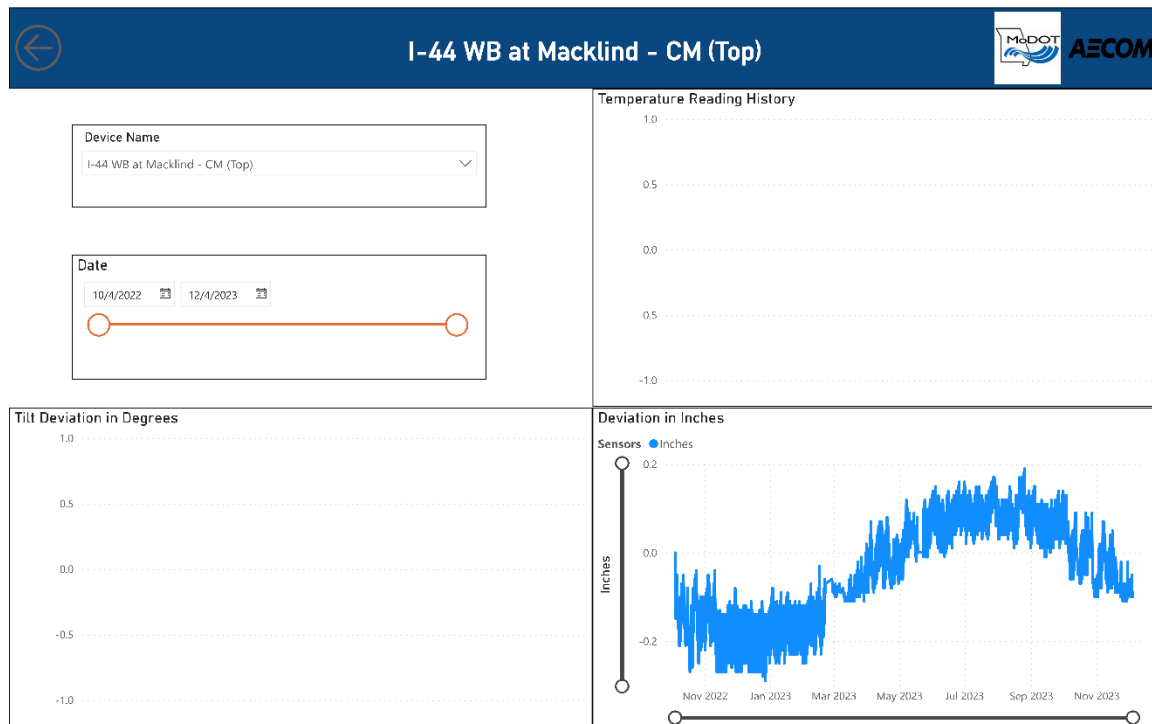 I-44 WB at Macklind - CM (Top)
MoDOT
AECOM
Device Name
I-44 WB at Macklind - CM (Top)
Date
10/4/2022
12/4/2023
Temperature Reading History
1.0
0.5
0.0
-0.5
-1.0
Tilt Deviation in Degrees
1.0
0.5
0.0
-0.5
-1.0
Deviation in Inches
Sensors Inches
Inches
0.2
0.0
-0.2
Nov 2022 Jan 2023 Mar 2023 May 2023 Jul 2023 Sep 2023 Nov 2023